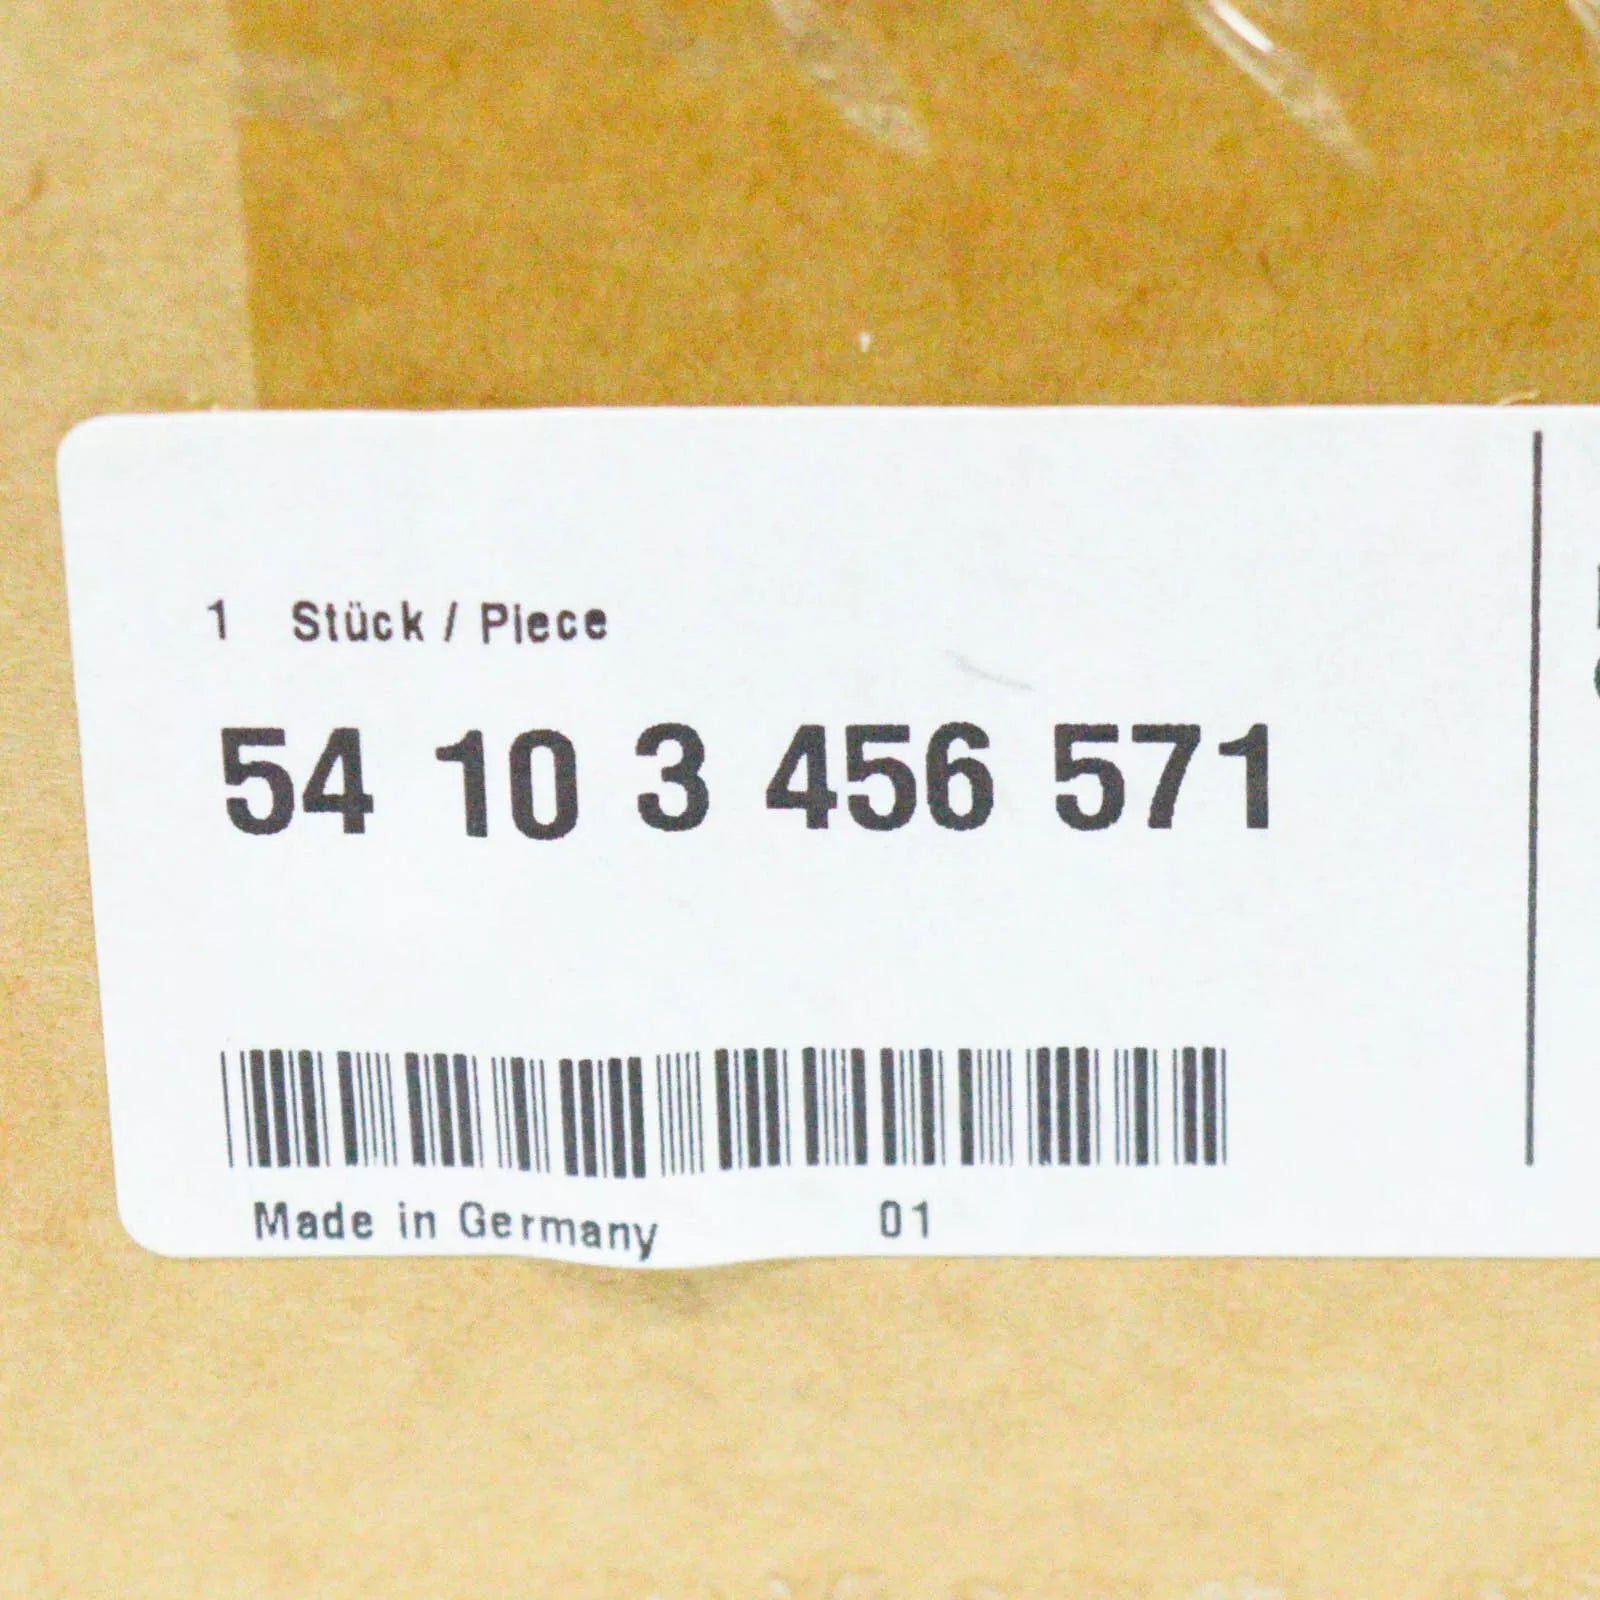 1 Stück / Piece
54 10 3 456 571
Made in Germany 01